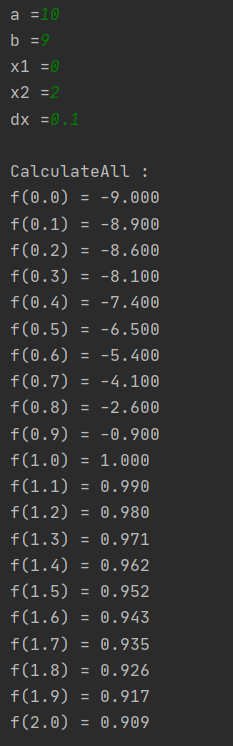 a =10
b =9
x1 =0
x2 =2
dx =0.1
CalculateAll :
f(0.0) = -9.000
f(0.1) = -8.900
f(0.2) = -8.600
f(0.3) = -8.100
f(0.4) = -7.400
f(0.5) = -6.500
f(0.6) = -5.400
f(0.7) = -4.100
f(0.8) = -2.600
f(0.9) = -0.900
f(1.0) = 1.000
f(1.1) = 0.990
f(1.2) = 0.980
f(1.3) = 0.971
f(1.4) = 0.962
f(1.5) = 0.952
f(1.6) = 0.943
f(1.7) = 0.935
f(1.8) = 0.926
f(1.9) = 0.917
f(2.0) = 0.909